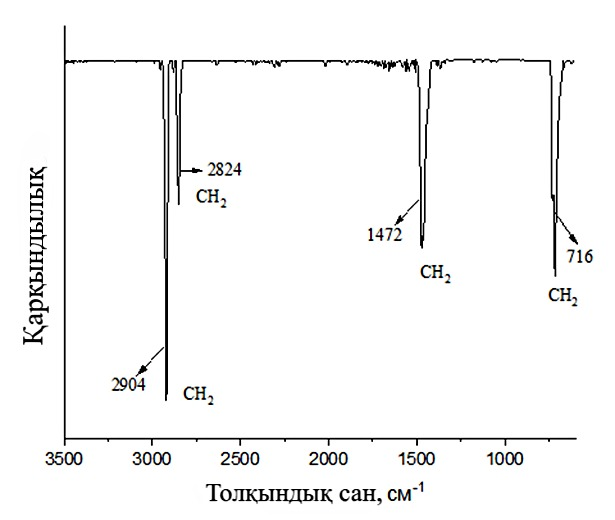 Қарқындылық
2824
CH₂
1472
CH₂
716
CH₂
2904
CH₂
3500 3000 2500 2000 1500 1000
Толқындық сан, см⁻¹